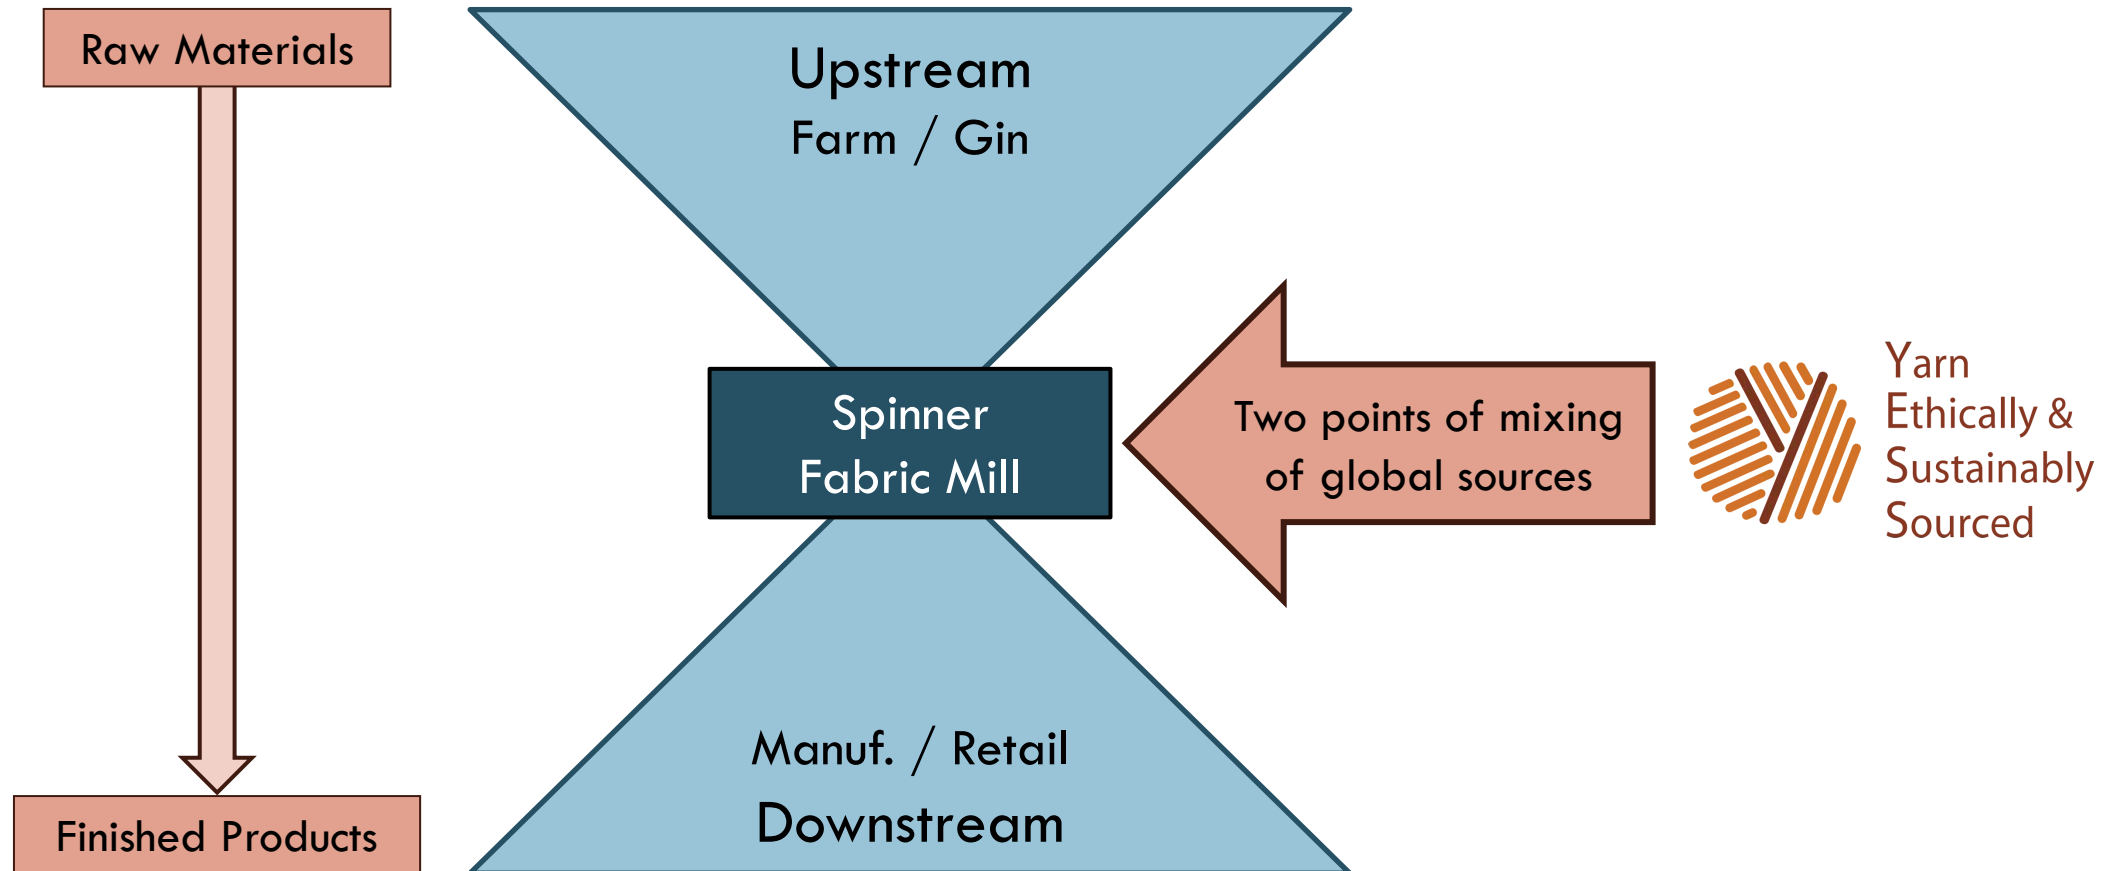 Raw Materials
Upstream
Farm / Gin
Spinner
Fabric Mill
Two points of mixing
of global sources
Yarn
Ethically &
Sustainably
Sourced
Manuf. / Retail
Downstream
Finished Products